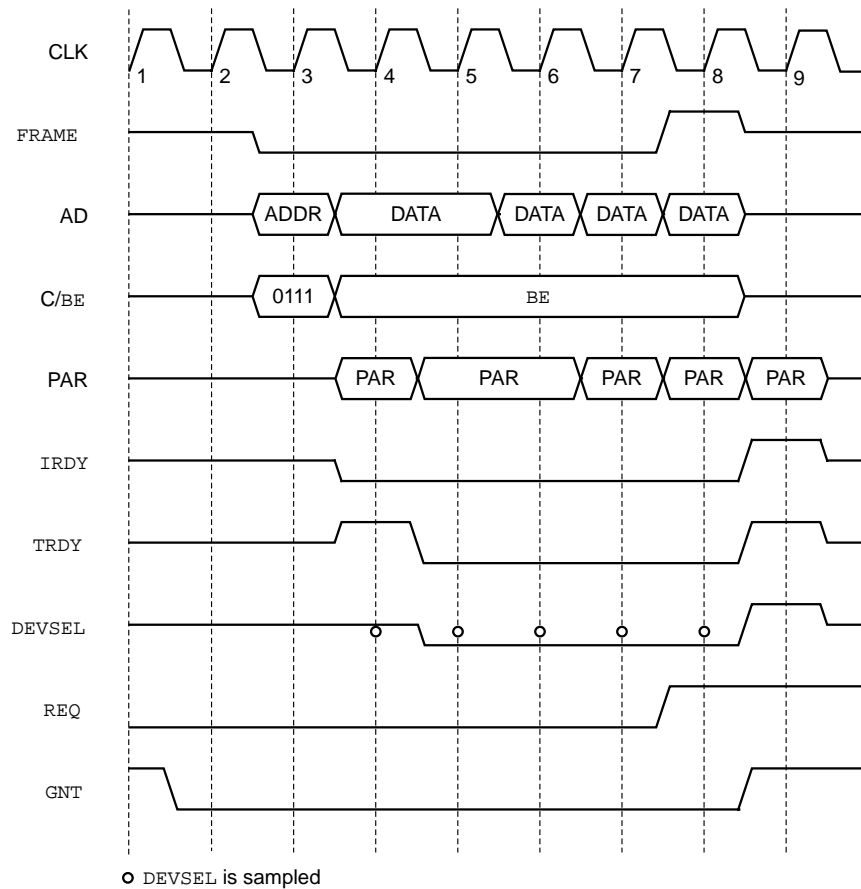 CLK
1 2 3 4 5 6 7 8 9
FRAME
AD
ADDR DATA DATA DATA DATA
C/BE
0111 BE
PAR
PAR PAR PAR PAR PAR
IRDY
TRDY
DEVSEL
REQ
GNT
DEVSEL is sampled